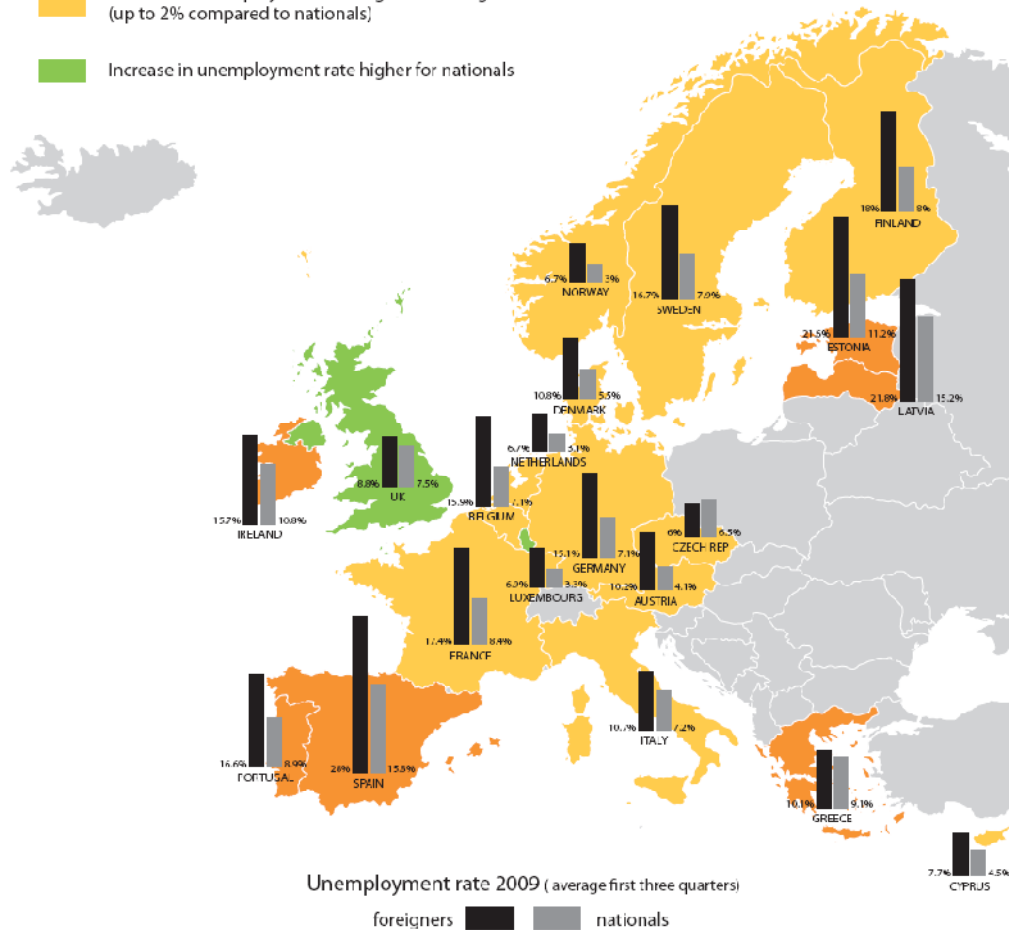 (up to 2% compared to nationals)
Increase in unemployment rate higher for nationals
18% 8%
FINLAND
6.7% 3%
NORWAY
16.7% 7.9%
SWEDEN
21.5% 11.2%
ESTONIA
21.8% 15.2%
LATVIA
10.8% 5.5%
DENMARK
6.7% 3.1%
NETHERLANDS
8.8% 7.5%
UK
15.9% 7.1%
BELGIUM
15.7% 10.8%
IRELAND
6% 6.5%
CZECH REP
15.1% 7.1%
GERMANY
3.3%
LUXEMBOURG
10.2% 4.1%
AUSTRIA
17.4% 8.4%
FRANCE
10.7% 7.2%
ITALY
16.6% 8.9%
PORTUGAL
28%
SPAIN
10.1% 9.1%
GREECE
7.7% 4.5%
CYPRUS
Unemployment rate 2009 ( average first three quarters)
foreigners nationals